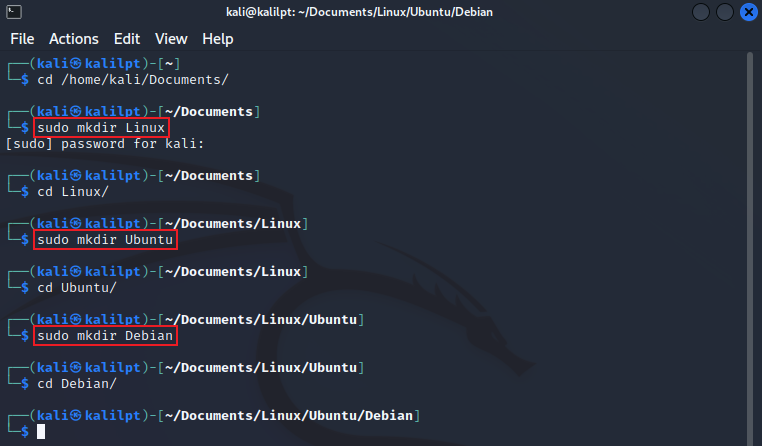 kali@kalilpt: ~/Documents/Linux/Ubuntu/Debian
File Actions Edit View Help
┌──(kali㉿kalilpt)-[~]
└─$ cd /home/kali/Documents/
┌──(kali㉿kalilpt)-[~/Documents]
└─$ sudo mkdir Linux
[sudo] password for kali:
┌──(kali㉿kalilpt)-[~/Documents]
└─$ cd Linux/
┌──(kali㉿kalilpt)-[~/Documents/Linux]
└─$ sudo mkdir Ubuntu
┌──(kali㉿kalilpt)-[~/Documents/Linux]
└─$ cd Ubuntu/
┌──(kali㉿kalilpt)-[~/Documents/Linux/Ubuntu]
└─$ sudo mkdir Debian
┌──(kali㉿kalilpt)-[~/Documents/Linux/Ubuntu]
└─$ cd Debian/
┌──(kali㉿kalilpt)-[~/Documents/Linux/Ubuntu/Debian]
└─$